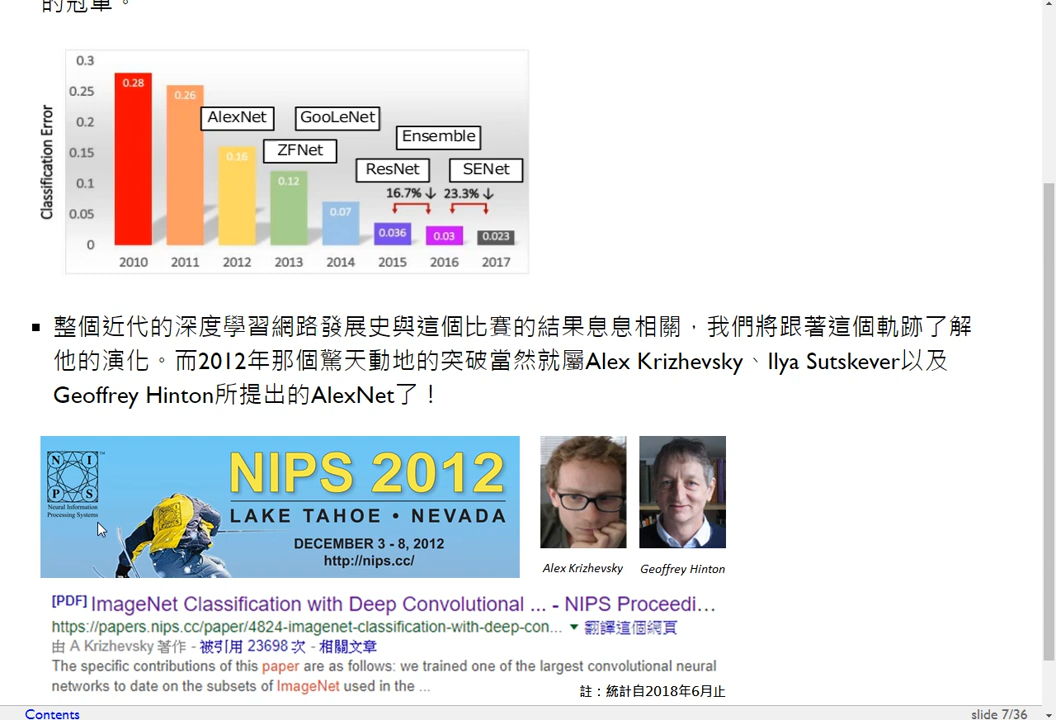 的冠軍。
0.3
0.25
0.2
0.15
0.1
0.05
0
Classification Error
0.28
0.26
0.16
0.12
0.07
0.036
0.03
0.023
AlexNet
GooLeNet
ZFNet
Ensemble
ResNet
SENet
16.7% ↓ 23.3% ↓
2010 2011 2012 2013 2014 2015 2016 2017
▪ 整個近代的深度學習網路發展史與這個比賽的結果息息相關，我們將跟著這個軌跡了解
他的演化。而2012年那個驚天動地的突破當然就屬Alex Krizhevsky、Ilya Sutskever以及
Geoffrey Hinton所提出的AlexNet了！
N I
P S
TM
Neural Information
Processing Systems
NIPS 2012
LAKE TAHOE • NEVADA
DECEMBER 3 - 8, 2012
http://nips.cc/
Alex Krizhevsky Geoffrey Hinton
[PDF] ImageNet Classification with Deep Convolutional ... - NIPS Proceedi...
https://papers.nips.cc/paper/4824-imagenet-classification-with-deep-con... ▼ 翻譯這個網頁
由 A Krizhevsky 著作 - 被引用 23698 次 - 相關文章
The specific contributions of this paper are as follows: we trained one of the largest convolutional neural
networks to date on the subsets of ImageNet used in the ...
註：統計自2018年6月止
Contents
slide 7/36